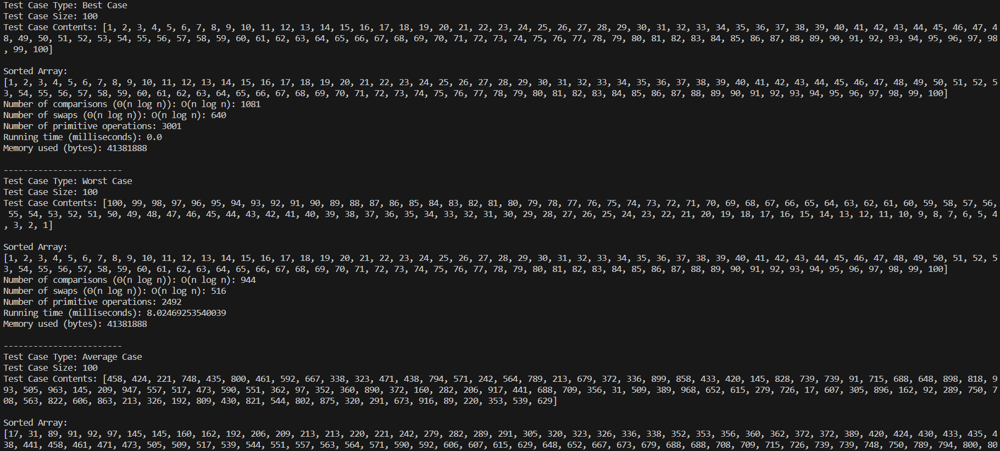 Test Case Type: Best Case
Test Case Size: 100
Test Case Contents: [1, 2, 3, 4, 5, 6, 7, 8, 9, 10, 11, 12, 13, 14, 15, 16, 17, 18, 19, 20, 21, 22, 23, 24, 25, 26, 27, 28, 29, 30, 31, 32, 33, 34, 35, 36, 37, 38, 39, 40, 41, 42, 43, 44, 45, 46, 47, 4
8, 49, 50, 51, 52, 53, 54, 55, 56, 57, 58, 59, 60, 61, 62, 63, 64, 65, 66, 67, 68, 69, 70, 71, 72, 73, 74, 75, 76, 77, 78, 79, 80, 81, 82, 83, 84, 85, 86, 87, 88, 89, 90, 91, 92, 93, 94, 95, 96, 97, 98
, 99, 100]
Sorted Array:
[1, 2, 3, 4, 5, 6, 7, 8, 9, 10, 11, 12, 13, 14, 15, 16, 17, 18, 19, 20, 21, 22, 23, 24, 25, 26, 27, 28, 29, 30, 31, 32, 33, 34, 35, 36, 37, 38, 39, 40, 41, 42, 43, 44, 45, 46, 47, 48, 49, 50, 51, 52, 5
3, 54, 55, 56, 57, 58, 59, 60, 61, 62, 63, 64, 65, 66, 67, 68, 69, 70, 71, 72, 73, 74, 75, 76, 77, 78, 79, 80, 81, 82, 83, 84, 85, 86, 87, 88, 89, 90, 91, 92, 93, 94, 95, 96, 97, 98, 99, 100]
Number of comparisons (Θ(n log n)): O(n log n): 1081
Number of swaps (Θ(n log n)): O(n log n): 640
Number of primitive operations: 3001
Running time (milliseconds): 0.0
Memory used (bytes): 41381888
------------------------
Test Case Type: Worst Case
Test Case Size: 100
Test Case Contents: [100, 99, 98, 97, 96, 95, 94, 93, 92, 91, 90, 89, 88, 87, 86, 85, 84, 83, 82, 81, 80, 79, 78, 77, 76, 75, 74, 73, 72, 71, 70, 69, 68, 67, 66, 65, 64, 63, 62, 61, 60, 59, 58, 57, 56,
55, 54, 53, 52, 51, 50, 49, 48, 47, 46, 45, 44, 43, 42, 41, 40, 39, 38, 37, 36, 35, 34, 33, 32, 31, 30, 29, 28, 27, 26, 25, 24, 23, 22, 21, 20, 19, 18, 17, 16, 15, 14, 13, 12, 11, 10, 9, 8, 7, 6, 5, 4
, 3, 2, 1]
Sorted Array:
[1, 2, 3, 4, 5, 6, 7, 8, 9, 10, 11, 12, 13, 14, 15, 16, 17, 18, 19, 20, 21, 22, 23, 24, 25, 26, 27, 28, 29, 30, 31, 32, 33, 34, 35, 36, 37, 38, 39, 40, 41, 42, 43, 44, 45, 46, 47, 48, 49, 50, 51, 52, 5
3, 54, 55, 56, 57, 58, 59, 60, 61, 62, 63, 64, 65, 66, 67, 68, 69, 70, 71, 72, 73, 74, 75, 76, 77, 78, 79, 80, 81, 82, 83, 84, 85, 86, 87, 88, 89, 90, 91, 92, 93, 94, 95, 96, 97, 98, 99, 100]
Number of comparisons (Θ(n log n)): O(n log n): 944
Number of swaps (Θ(n log n)): O(n log n): 516
Number of primitive operations: 2492
Running time (milliseconds): 8.02469253540039
Memory used (bytes): 41381888
------------------------
Test Case Type: Average Case
Test Case Size: 100
Test Case Contents: [458, 424, 221, 748, 435, 800, 461, 592, 667, 338, 323, 471, 438, 794, 571, 242, 564, 789, 213, 679, 372, 336, 899, 858, 433, 420, 145, 828, 739, 739, 91, 715, 688, 648, 898, 818, 9
93, 505, 963, 145, 209, 947, 557, 517, 473, 590, 551, 362, 97, 352, 360, 890, 372, 160, 282, 206, 917, 441, 688, 709, 356, 31, 509, 389, 968, 652, 615, 279, 726, 17, 607, 305, 896, 162, 92, 289, 750, 7
08, 563, 822, 606, 863, 213, 326, 192, 809, 430, 821, 544, 802, 875, 320, 291, 673, 916, 89, 220, 353, 539, 629]
Sorted Array:
[17, 31, 89, 91, 92, 97, 145, 145, 160, 162, 192, 206, 209, 213, 213, 220, 221, 242, 279, 282, 289, 291, 305, 320, 323, 326, 336, 338, 352, 353, 356, 360, 362, 372, 372, 389, 420, 424, 430, 433, 435, 4
38, 441, 458, 461, 471, 473, 505, 509, 517, 539, 544, 551, 557, 563, 564, 571, 590, 592, 606, 607, 615, 629, 648, 652, 667, 673, 679, 688, 688, 708, 709, 715, 726, 739, 739, 748, 750, 789, 794, 800, 80